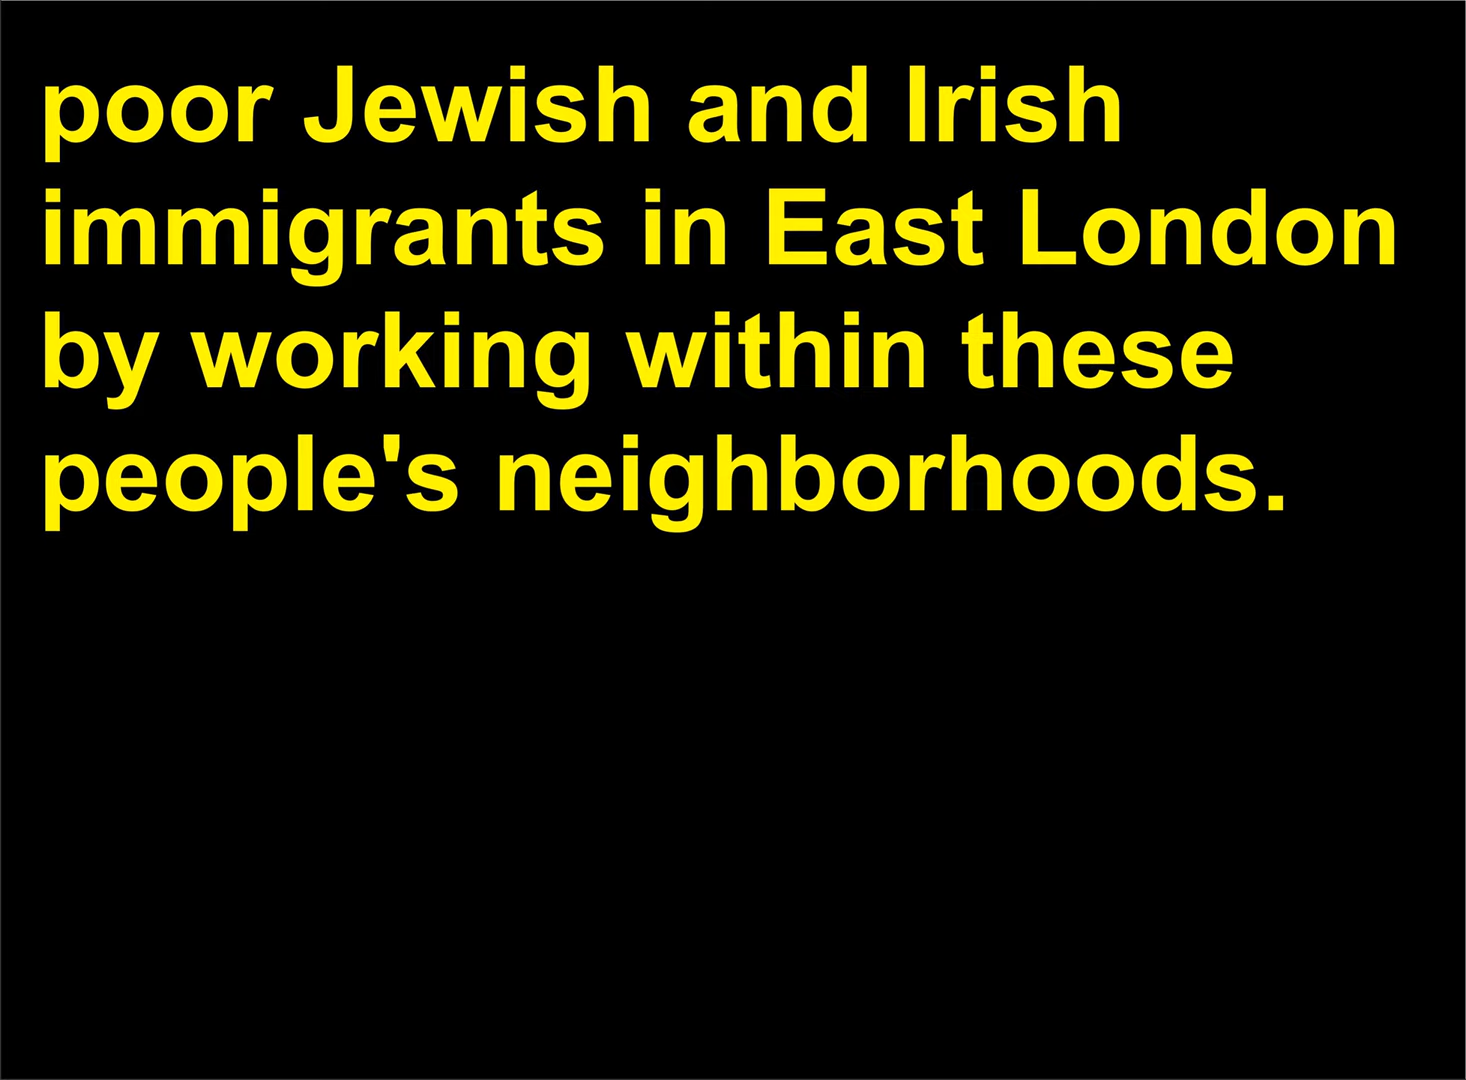 poor Jewish and Irish
immigrants in East London
by working within these
people's neighborhoods.